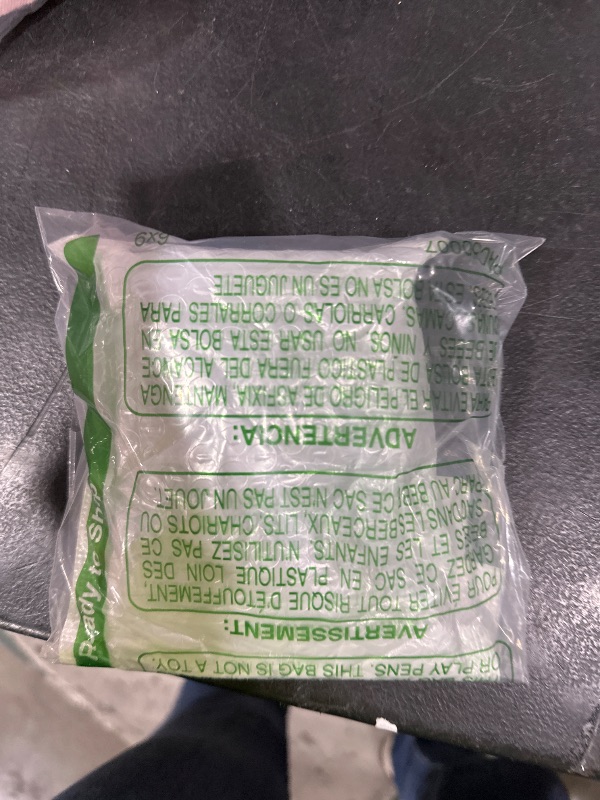 OR PLAY PENS. THIS BAG IS NOT A TOY.
AVERTISSEMENT:
POUR ÉVITER TOUT RISQUE D'ÉTOUFFEMENT,
GARDEZ CE SAC EN PLASTIQUE LOIN DES
BÉBÉS ET LES ENFANTS. N'UTILISEZ PAS CE
SAC DANS LES BERCEAUX, LITS, CHARIOTS OU
PARC AU BÉBÉ CE SAC N'EST PAS UN JOUET.
ADVERTENCIA:
PARA EVITAR EL PELIGRO DE ASFIXIA, MANTENGA
ESTA BOLSA DE PLASTICO FUERA DEL ALCANCE
DE BEBES Y NINOS. NO USAR ESTA BOLSA EN
CUNAS, CAMAS, CARRIOLAS O CORRALES PARA
ESTA BOLSA NO ES UN JUGUETE
6x9
Ready to Ship